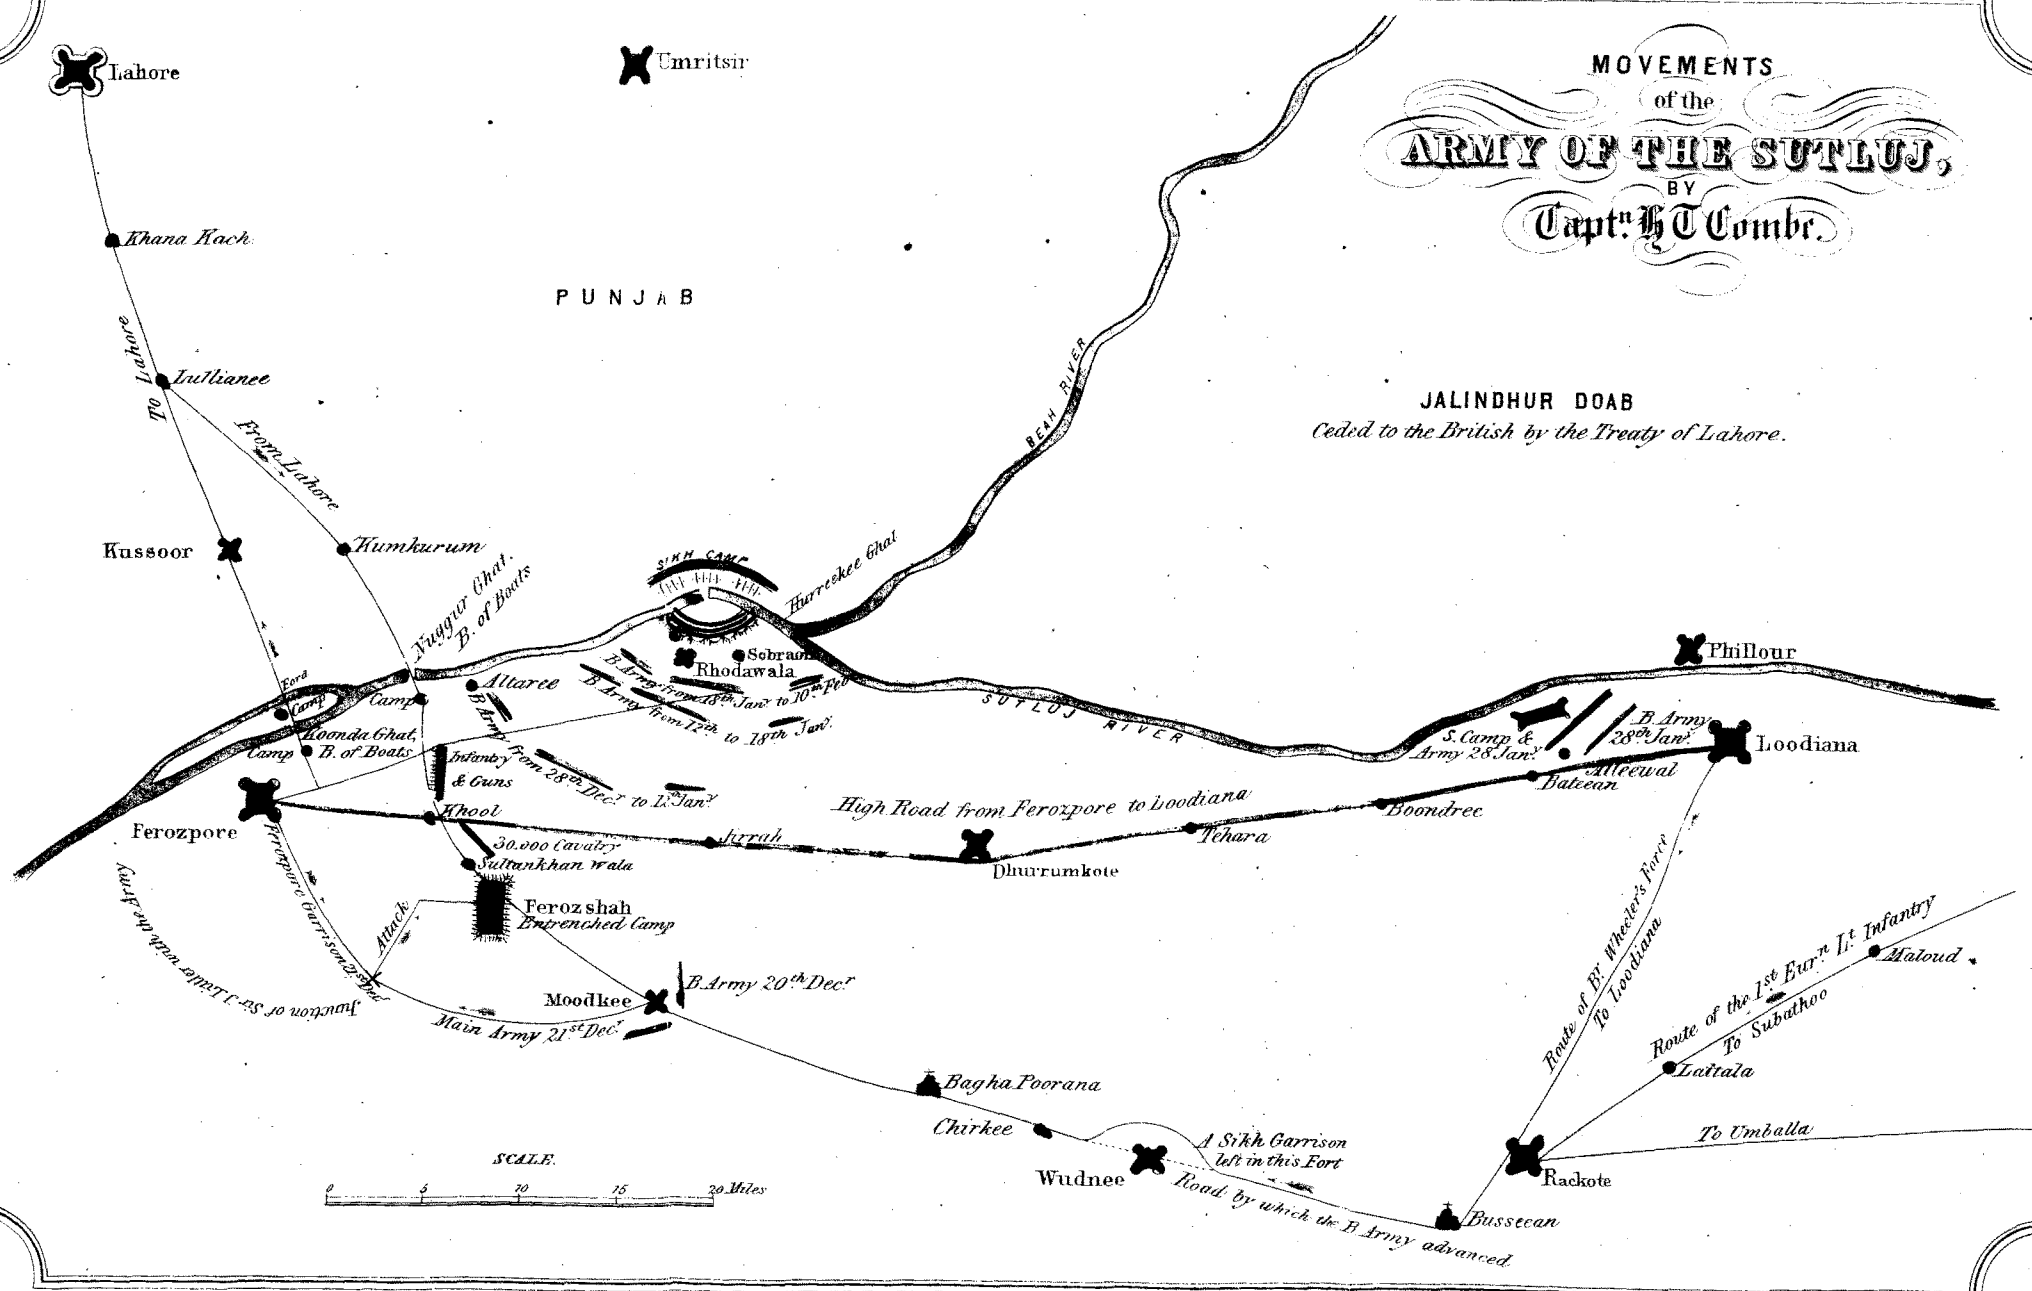 MOVEMENTS
of the
ARMY OF THE SUTLUJ,
BY
Captn. H T Combe.
Lahore
Umritsir
Khana Kach
PUNJAB
To Lahore
Lullianee
From Lahore
BEAH RIVER
JALINDHUR DOAB
Ceded to the British by the Treaty of Lahore.
Kussoor
Kumkurum
Nuggur Ghat.
B. of Boats
SIKH CAMP
Hurreekee Ghat
Sobraon
Rhodawala
B Army from 18th Jany. to 10th Feb
B Army from 12th to 18th Jany.
Altaree
B Army from 28th Decr. to 12th Jany
Ford
Camp
Camp
Koonda Ghat,
B. of Boats
Camp
Infantry
& Guns
SUTLUJ RIVER
Phillour
B. Army
28th Jany.
S. Camp &
Army 28 Jany.
Alleewal
Loodiana
Bateean
Boondree
High Road from Ferozpore to Loodiana
Tehara
Ferozpore
Khool
Jirrah
Dhurrumkote
30.000 Cavalry
Sultankhan wala
Ferozshah
Entrenched Camp
Attack
Ferozpore Garrison 21st Decr
Junction of Sir J. Littler with the Army
Moodkee
B Army 20th Decr
Main Army 21st Decr.
Bagha Poorana
Chirkee
Wudnee
A Sikh Garrison
left in this Fort
Road by which the B Army advanced
Busseean
Rackote
Route of Br Wheeler's Force
To Loodiana
Route of the 1st Eurn Lt. Infantry
To Subathoo
Maloud
Lattala
To Umballa
SCALE.
0 5 10 15 20 Miles